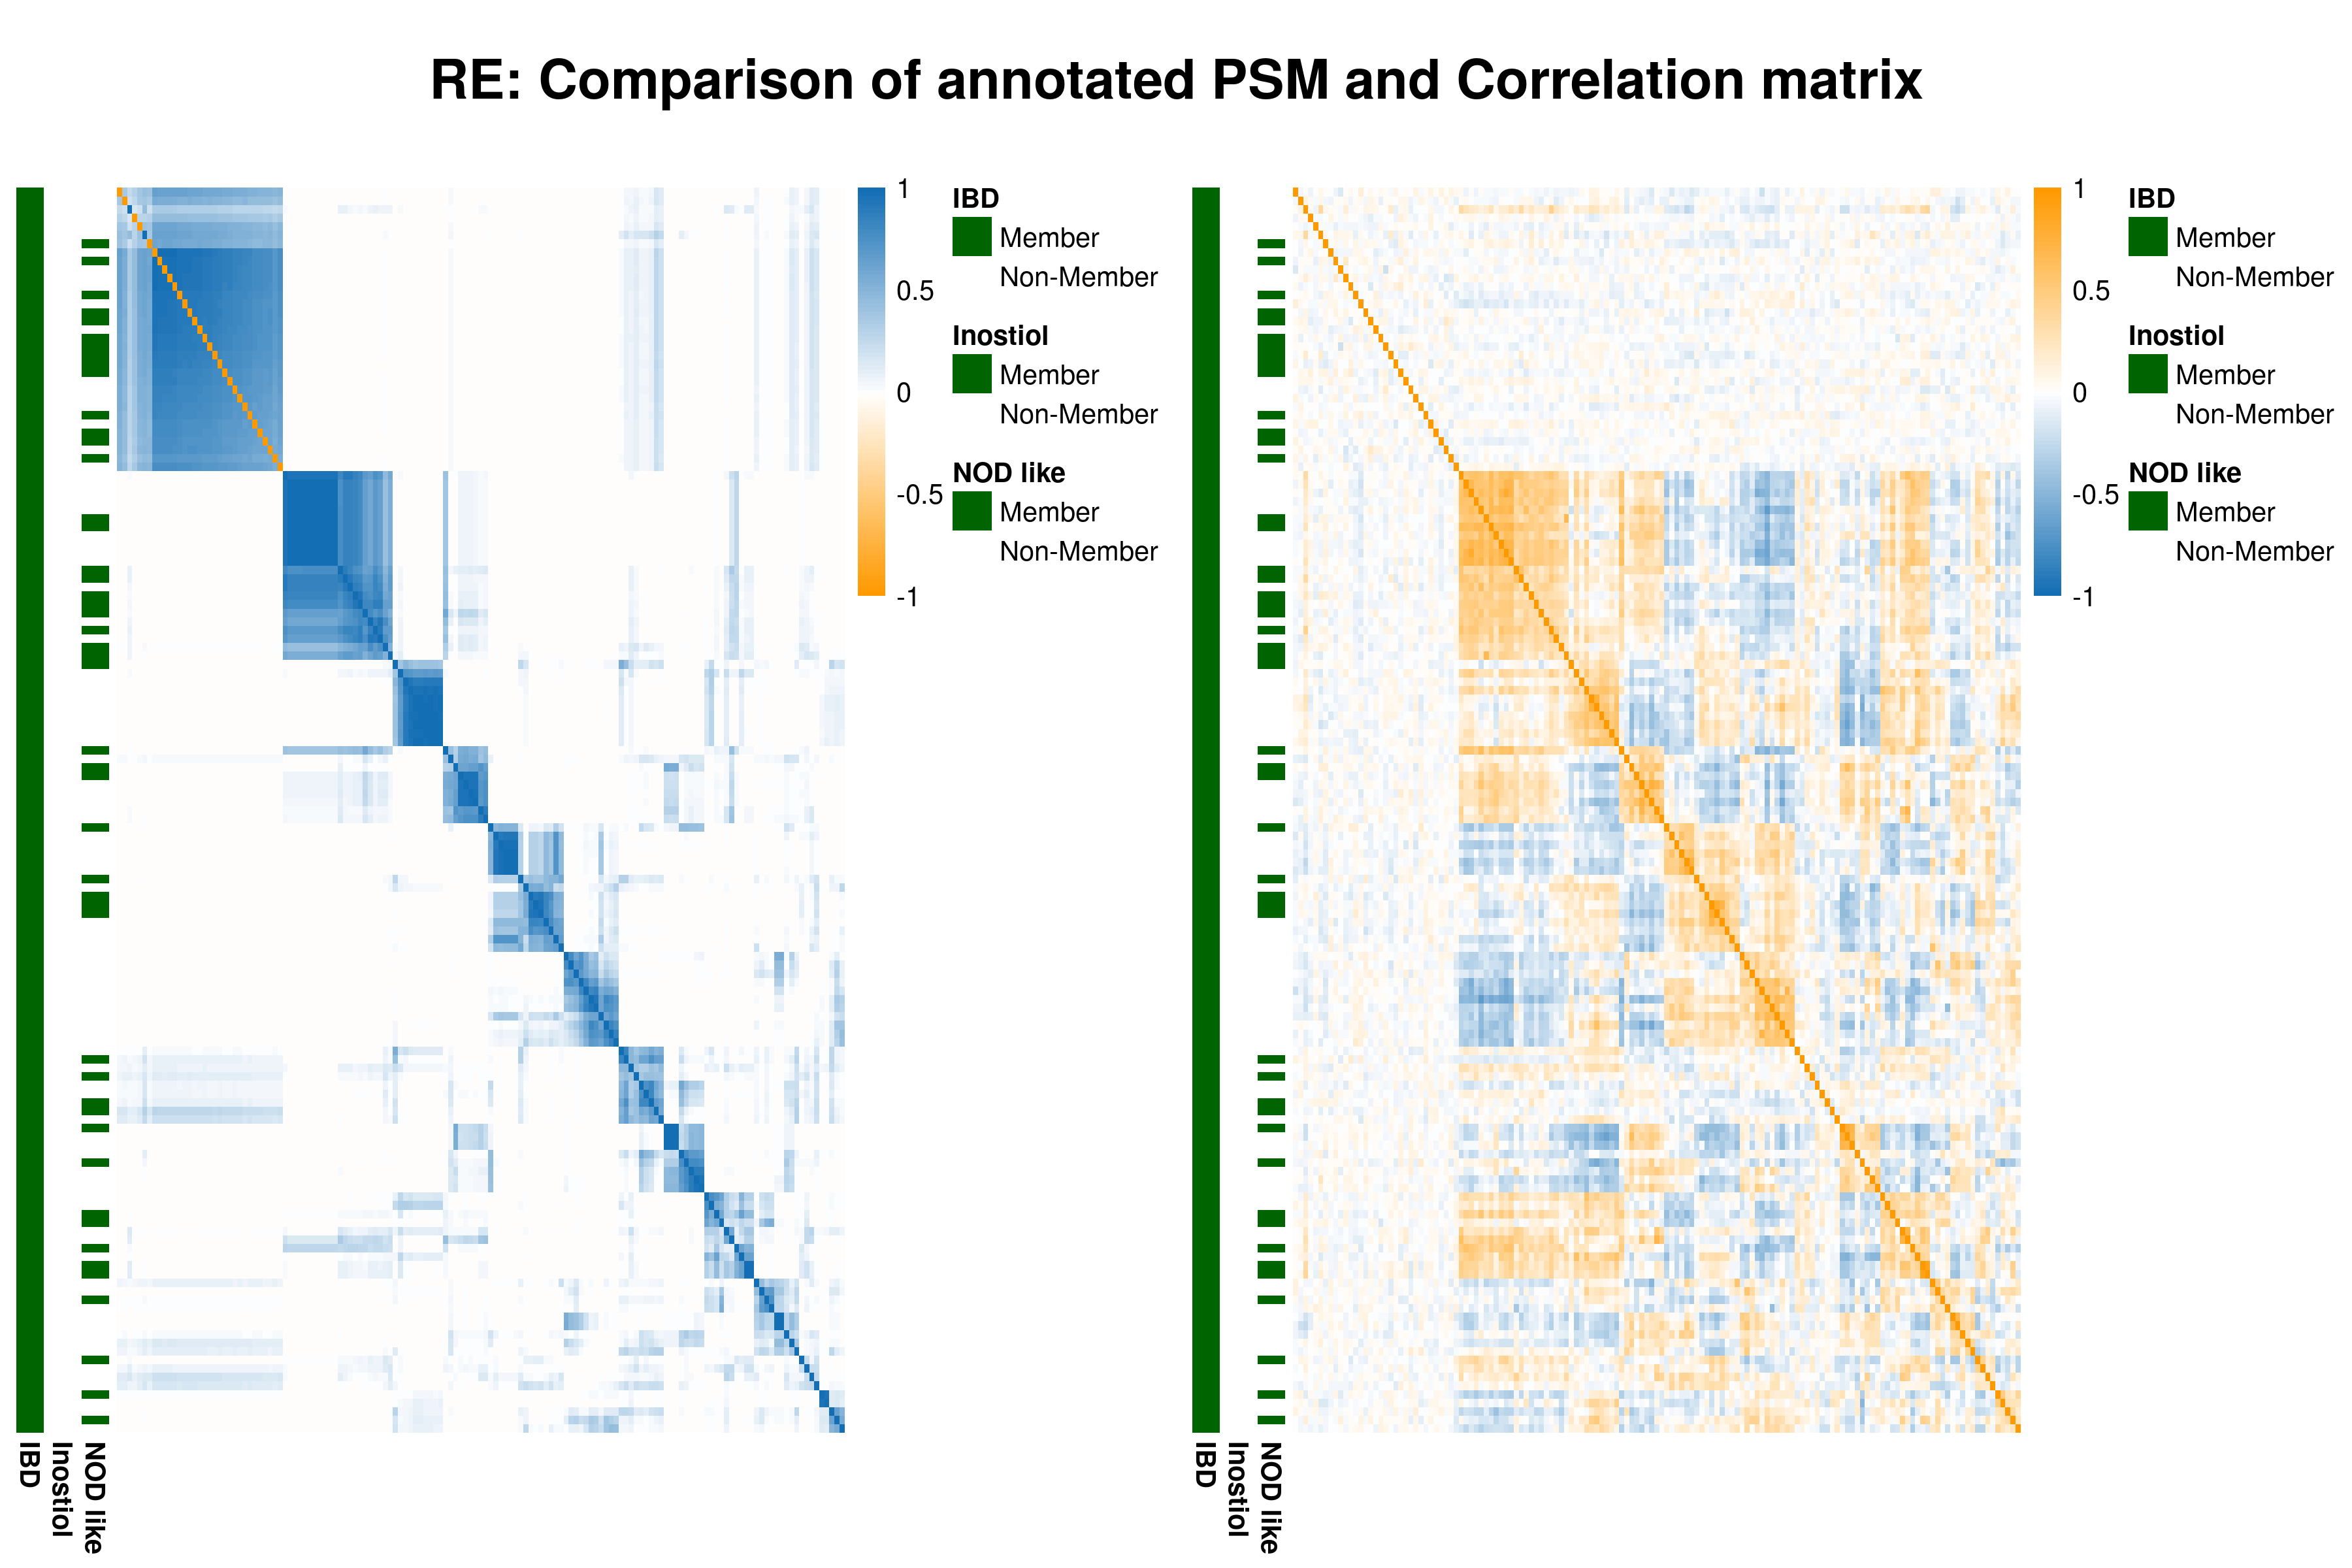 RE: Comparison of annotated PSM and Correlation matrix
1
0.5
0
-0.5
-1
IBD
Member
Non-Member
Inostiol
Member
Non-Member
NOD like
Member
Non-Member
IBD
Inostiol
NOD like
1
0.5
0
-0.5
-1
IBD
Member
Non-Member
Inostiol
Member
Non-Member
NOD like
Member
Non-Member
IBD
Inostiol
NOD like